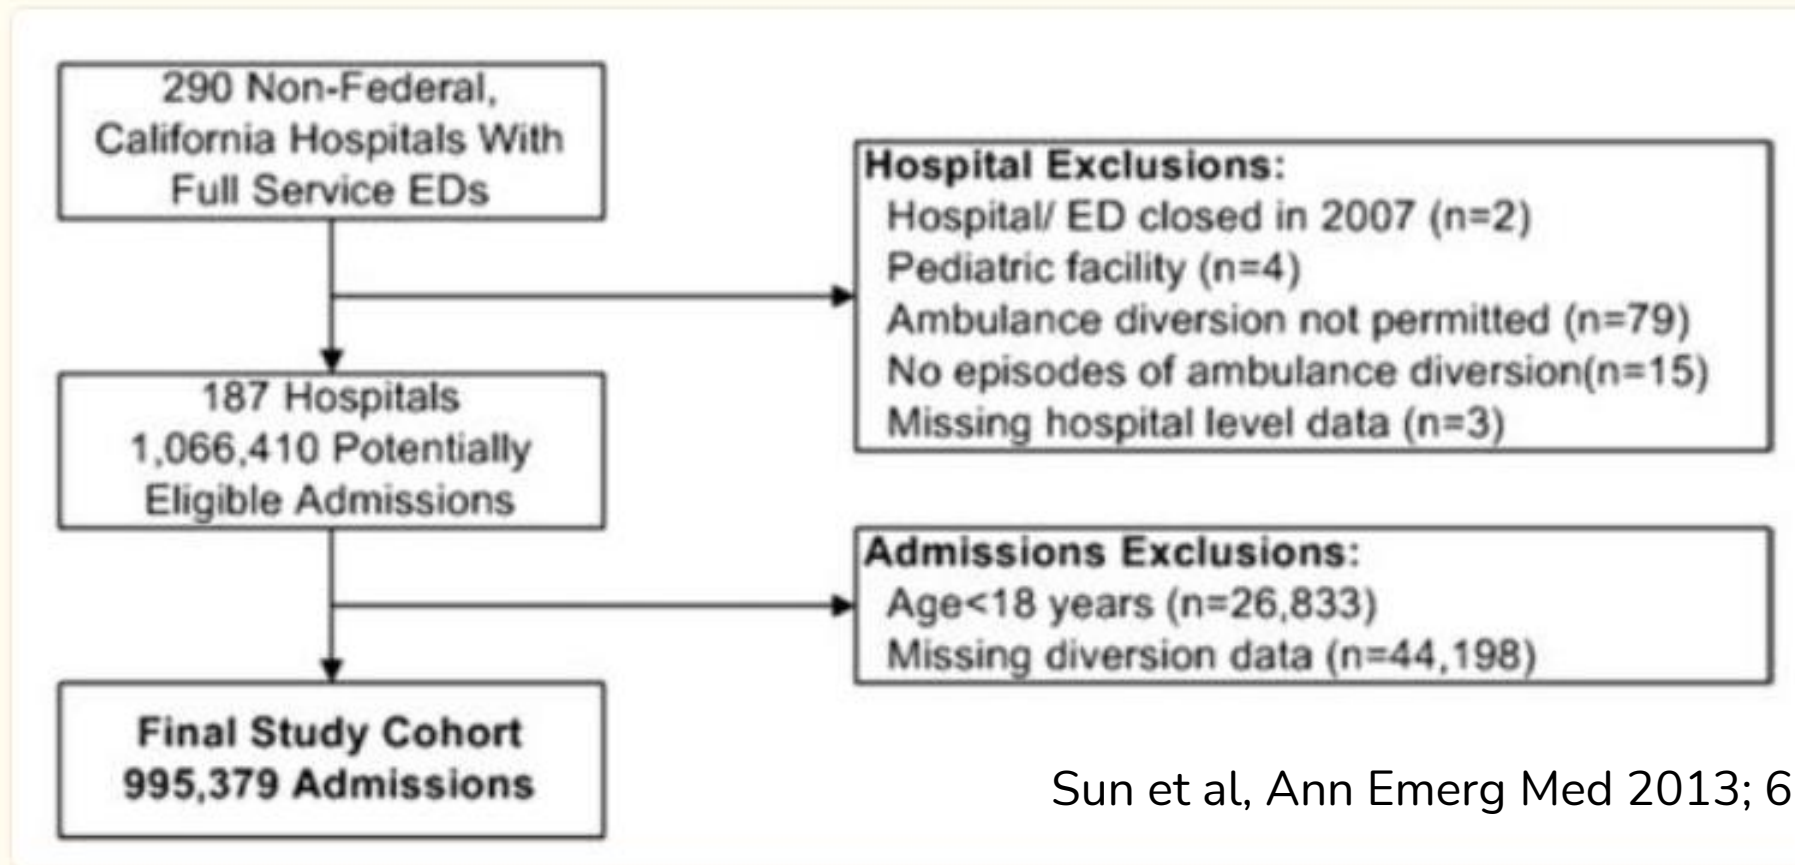 290 Non-Federal,
California Hospitals With
Full Service EDs
Hospital Exclusions:
Hospital/ ED closed in 2007 (n=2)
Pediatric facility (n=4)
Ambulance diversion not permitted (n=79)
No episodes of ambulance diversion(n=15)
Missing hospital level data (n=3)
187 Hospitals
1,066,410 Potentially
Eligible Admissions
Admissions Exclusions:
Age<18 years (n=26,833)
Missing diversion data (n=44,198)
Final Study Cohort
995,379 Admissions
Sun et al, Ann Emerg Med 2013; 6